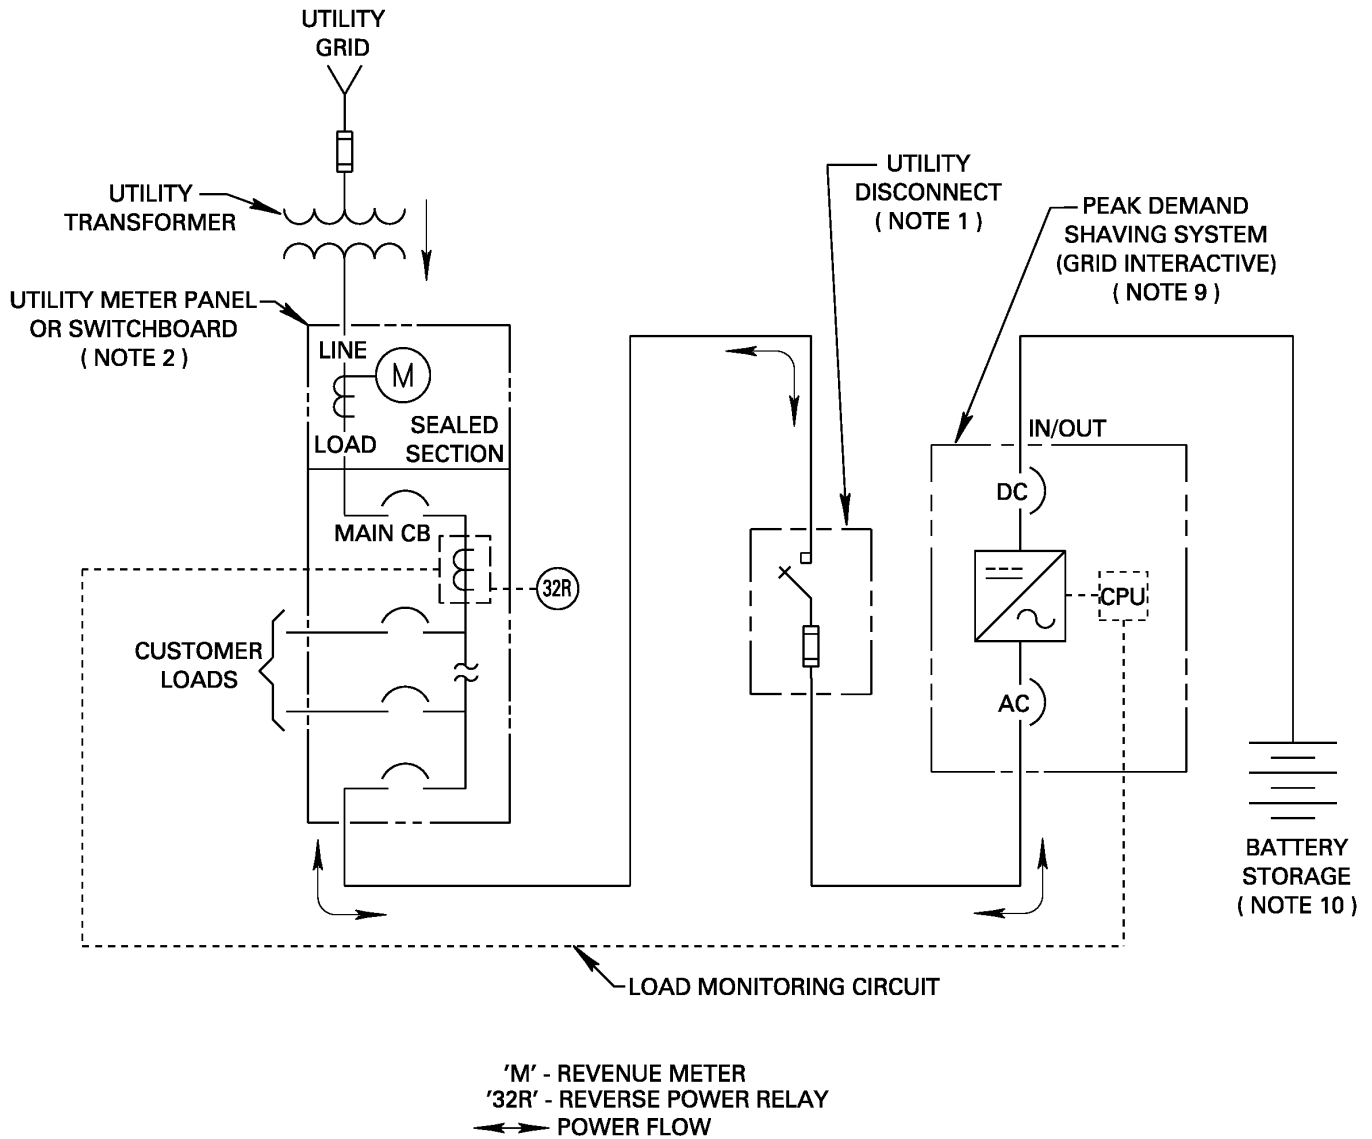 UTILITY
GRID
UTILITY
TRANSFORMER
UTILITY
DISCONNECT
( NOTE 1 )
PEAK DEMAND
SHAVING SYSTEM
(GRID INTERACTIVE)
( NOTE 9 )
UTILITY METER PANEL
OR SWITCHBOARD
( NOTE 2 )
LINE
M
SEALED
SECTION
LOAD
MAIN CB
32R
CUSTOMER
LOADS
IN/OUT
DC
CPU
AC
BATTERY
STORAGE
( NOTE 10 )
LOAD MONITORING CIRCUIT
'M' - REVENUE METER
'32R' - REVERSE POWER RELAY
POWER FLOW